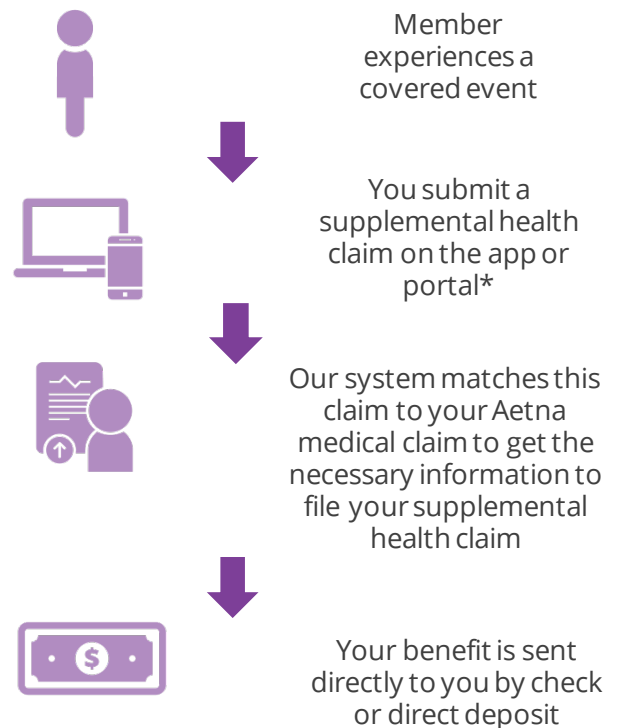 Member
experiences a
covered event
You submit a
supplemental health
claim on the app or
portal*
Our system matches this
claim to your Aetna
medical claim to get the
necessary information to
file your supplemental
health claim
$
Your benefit is sent
directly to you by check
or direct deposit